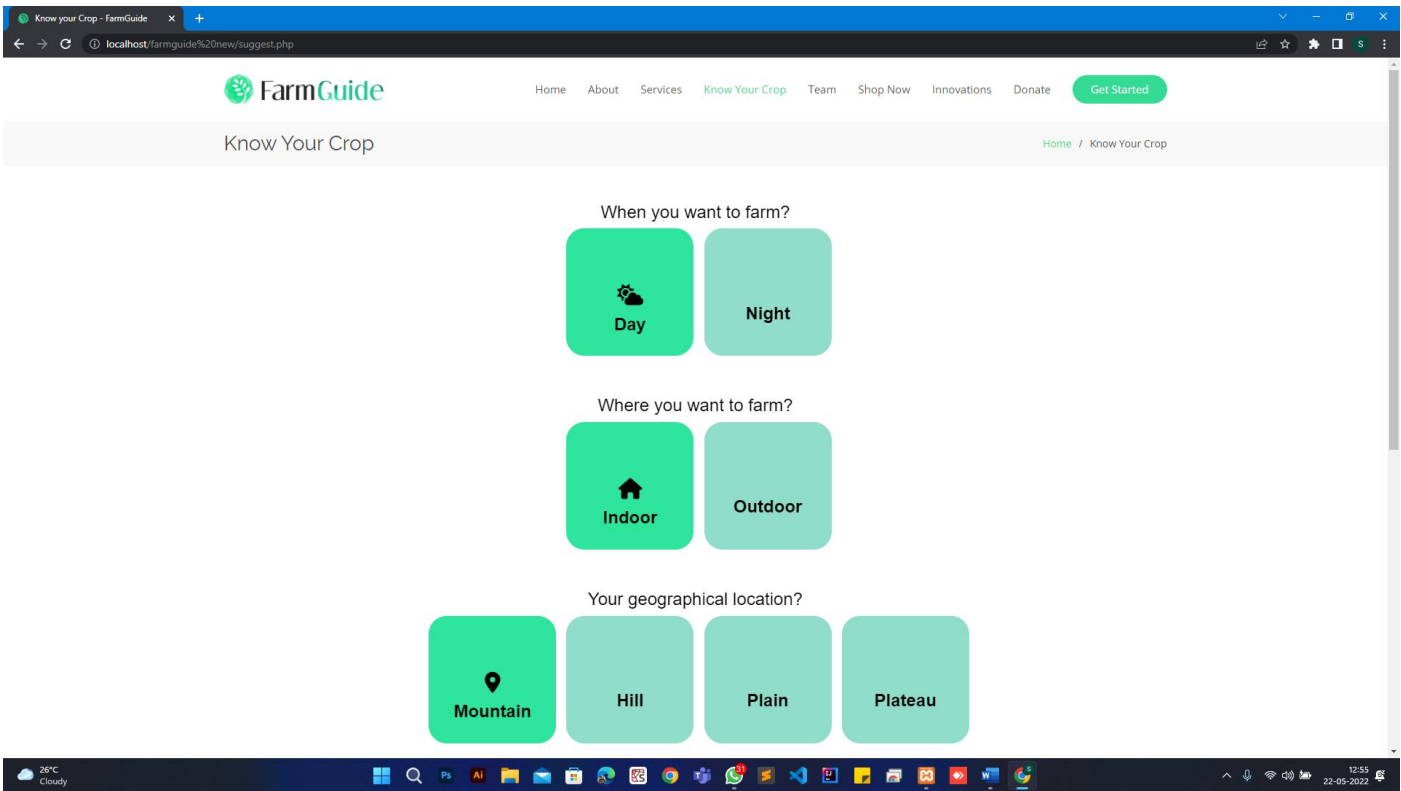 Know your Crop - FarmGuide
localhost/farmguide%20new/suggest.php
S
FarmGuide
Home About Services Know Your Crop Team Shop Now Innovations Donate Get Started
Know Your Crop
Home / Know Your Crop
When you want to farm?
Day Night
Where you want to farm?
Indoor Outdoor
Your geographical location?
Mountain Hill Plain Plateau
26°C
Cloudy
Ps Ai 31
12:55
22-05-2022